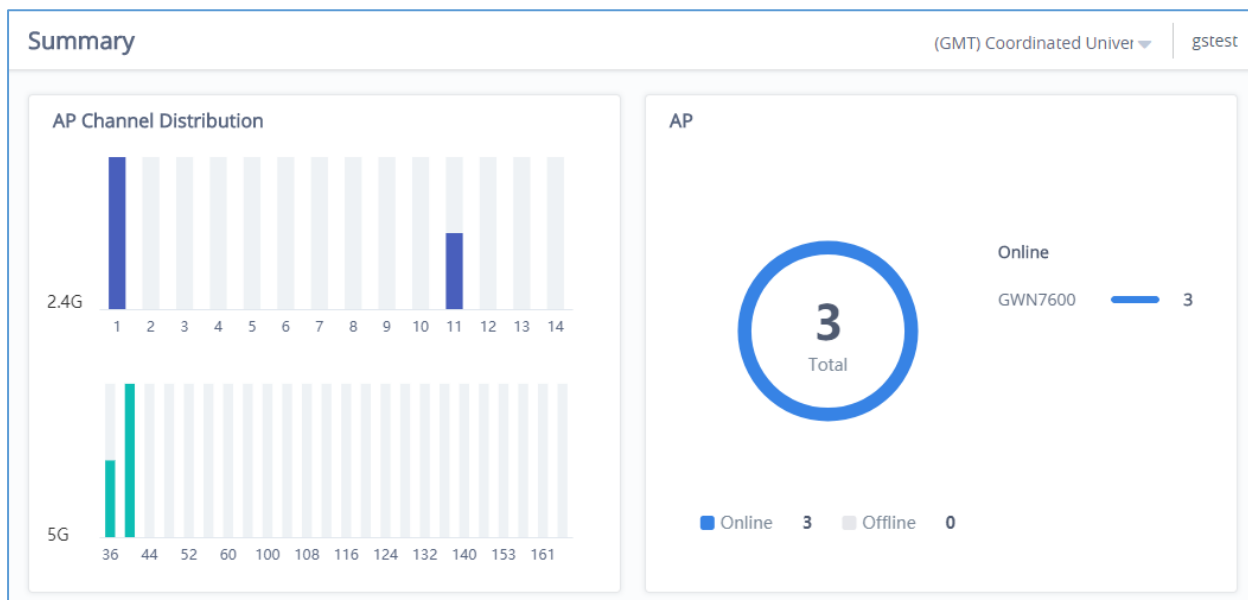 Summary
(GMT) Coordinated Univer
gstest
AP Channel Distribution
2.4G
1 2 3 4 5 6 7 8 9 10 11 12 13 14
5G
36 44 52 60 100 108 116 124 132 140 153 161
AP
3
Total
Online
GWN7600 3
Online 3 Offline 0